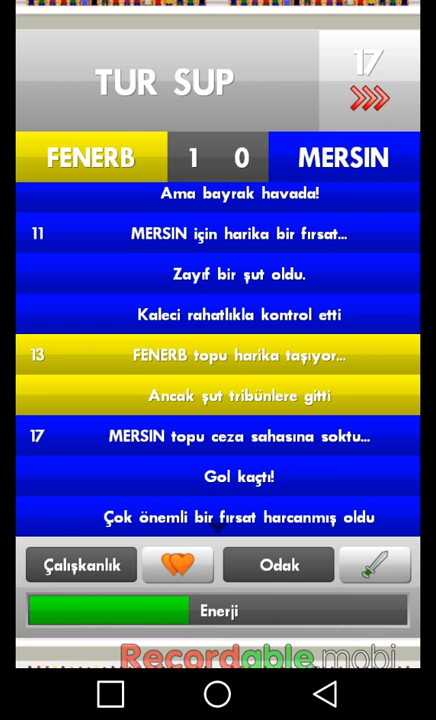 TUR SUP
17
FENERB 1 0 MERSIN
Ama bayrak havada!
11 MERSIN için harika bir fırsat...
Zayıf bir şut oldu.
Kaleci rahatlıkla kontrol etti
13 FENERB topu harika taşıyor...
Ancak şut tribünlere gitti
17 MERSIN topu ceza sahasına soktu...
Gol kaçtı!
Çok önemli bir fırsat harcanmış oldu
Çalışkanlık Odak
Enerji
Recordable.mobi